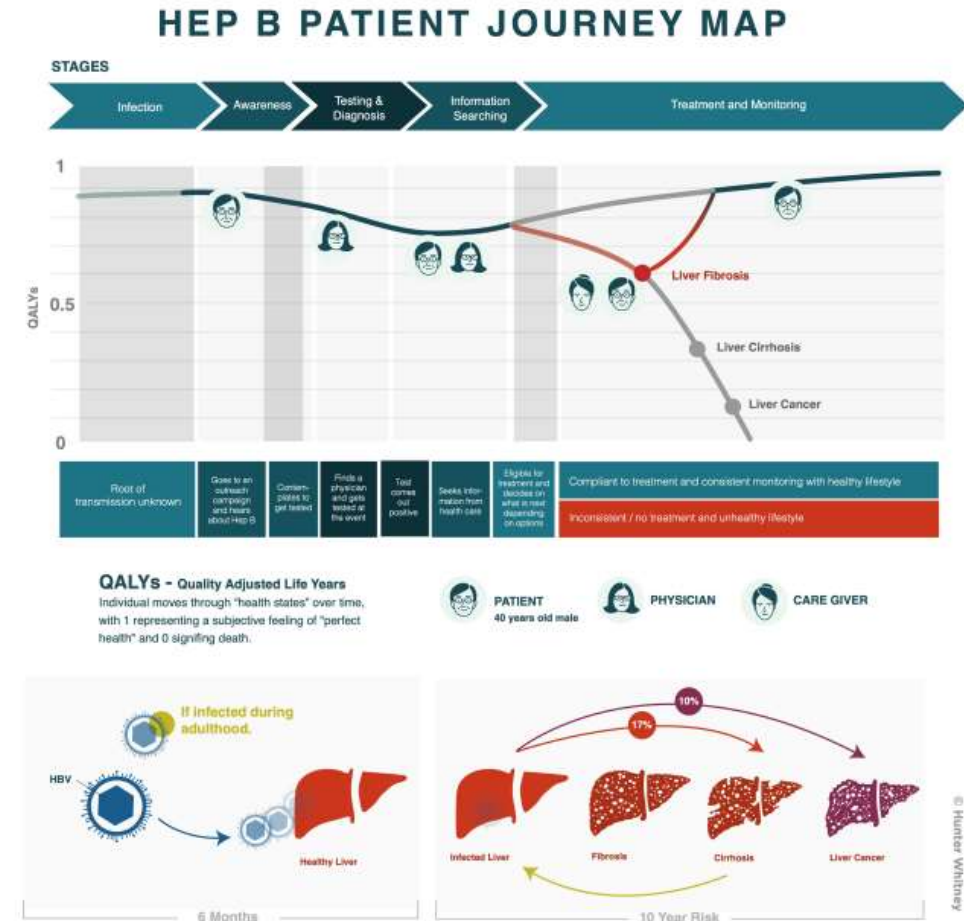 HEP B PATIENT JOURNEY MAP
STAGES
Infection
Awareness
Testing &
Diagnosis
Information
Searching
Treatment and Monitoring
1
QALYs
0.5
0
Liver Fibrosis
Liver Cirrhosis
Liver Cancer
Root of
transmission unknown
Goes to an
outreach
campaign
and hears
about Hep B
Contem-
plates to
get tested
Finds a
physician
and gets
tested at
the event
Test
comes
out
positive
Seeks infor-
mation from
health care
Eligible for
treatment and
decides on
what is next
depending
on options
Compliant to treatment and consistent monitoring with healthy lifestyle
Inconsistent / no treatment and unhealthy lifestyle
QALYs - Quality Adjusted Life Years
Individual moves through "health states" over time,
with 1 representing a subjective feeling of "perfect
health" and 0 signifing death.
PATIENT
40 years old male
PHYSICIAN
CARE GIVER
If infected during
adulthood.
HBV
Healthy Liver
6 Months
10%
17%
Infected Liver
Fibrosis
Cirrhosis
Liver Cancer
10 Year Risk
© Hunter Whitney